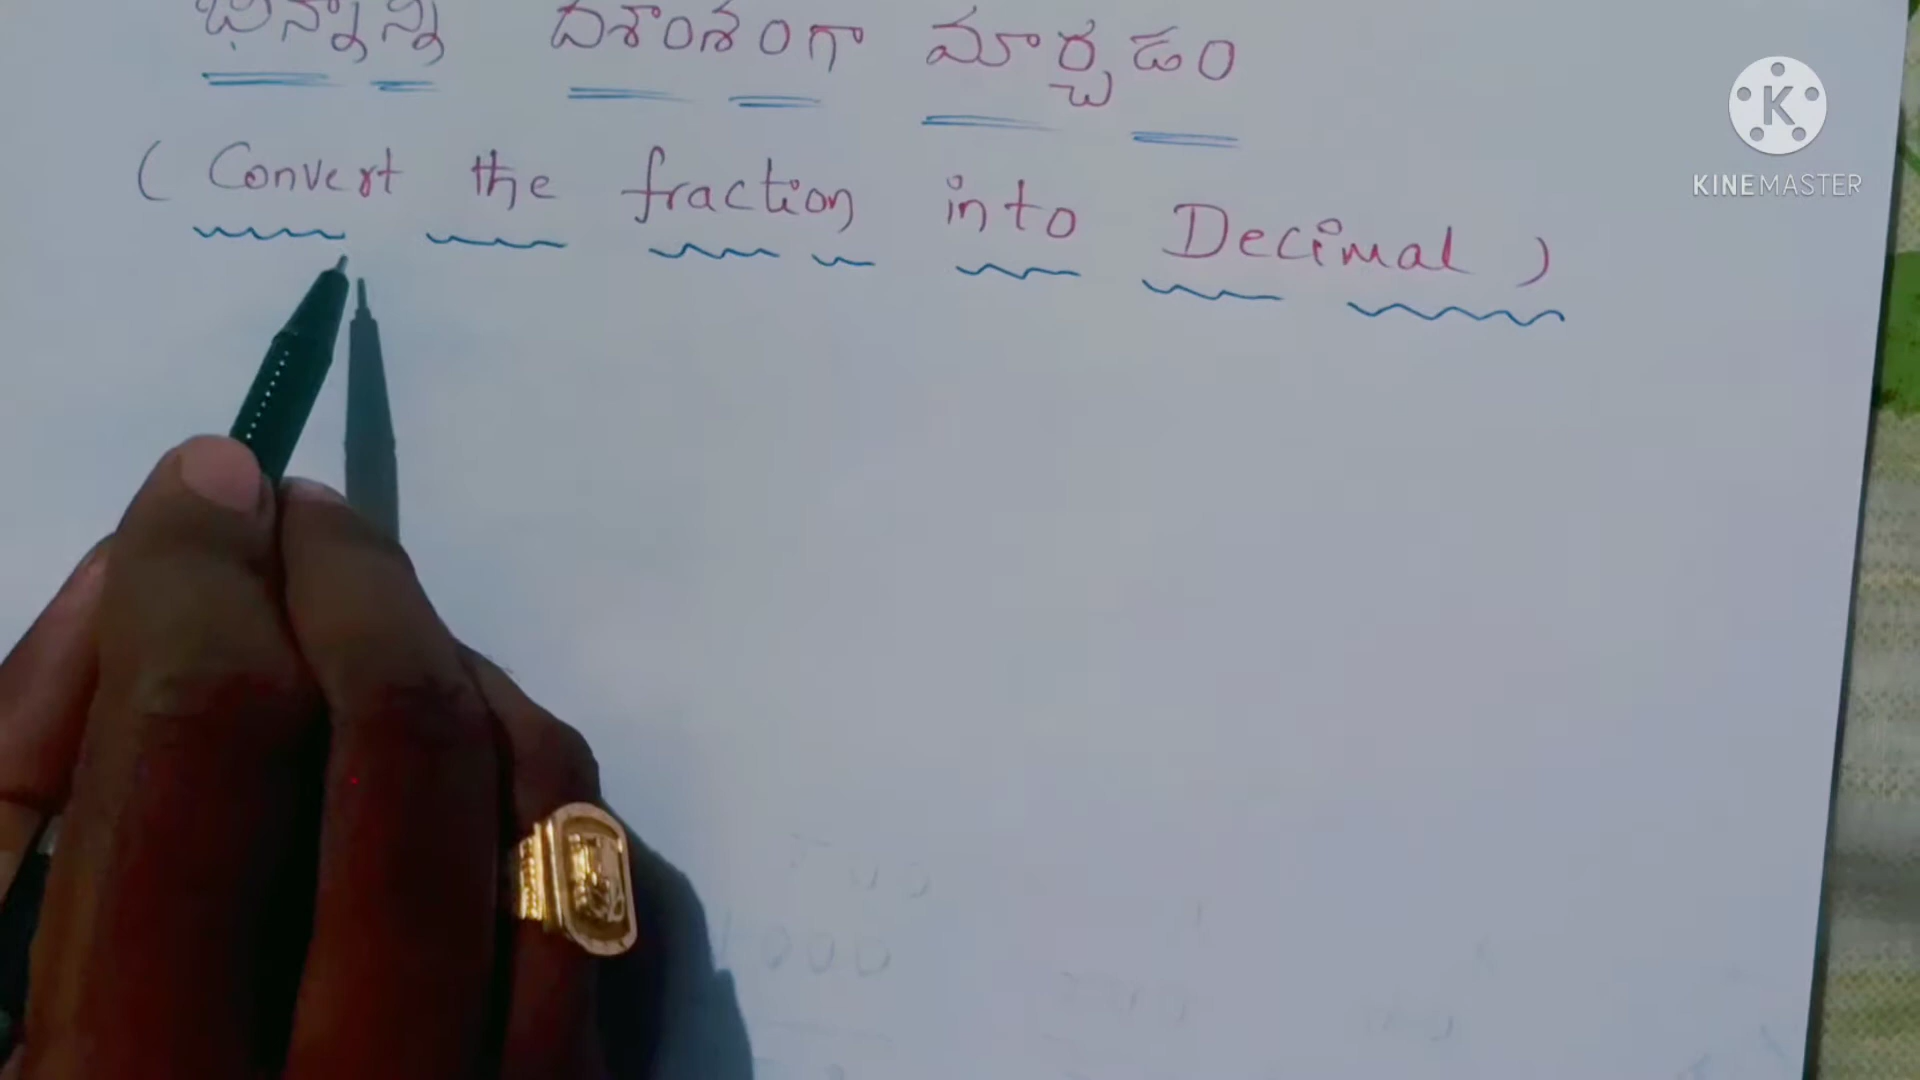 భిన్నాన్ని దశాంశంగా మార్చడం
( Convert the fraction into Decimal )
K
KINEMASTER